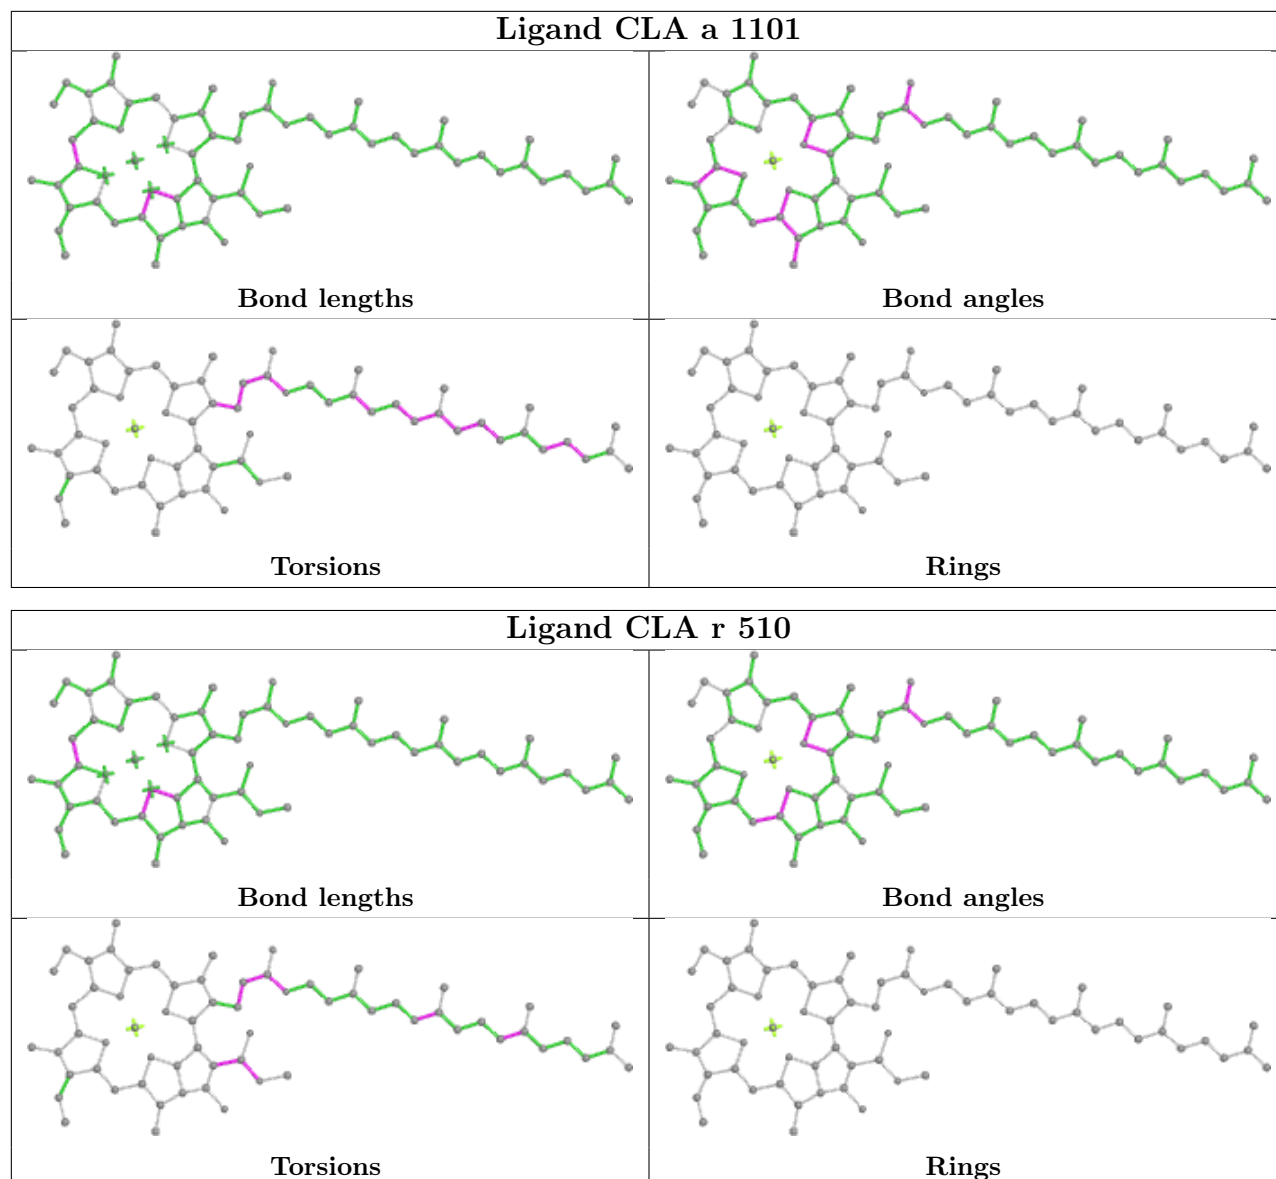 Ligand CLA a 1101
Bond lengths
Bond angles
Torsions
Rings
Ligand CLA r 510
Bond lengths
Bond angles
Torsions
Rings